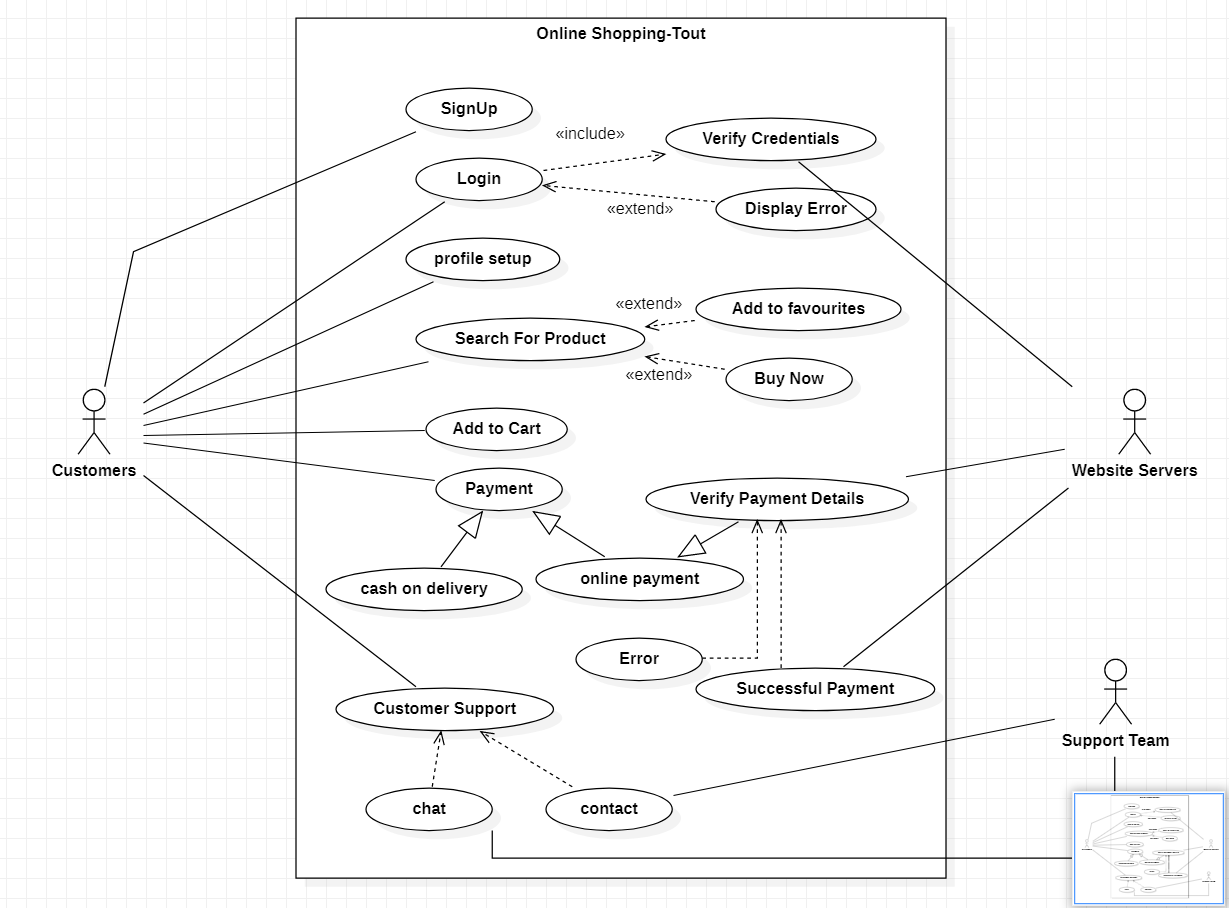 Online Shopping-Tout
SignUp
«include»
Verify Credentials
Login
«extend»
Display Error
profile setup
«extend»
Add to favourites
Search For Product
«extend»
Buy Now
Add to Cart
Customers
Website Servers
Payment
Verify Payment Details
cash on delivery
online payment
Error
Successful Payment
Customer Support
Support Team
chat
contact